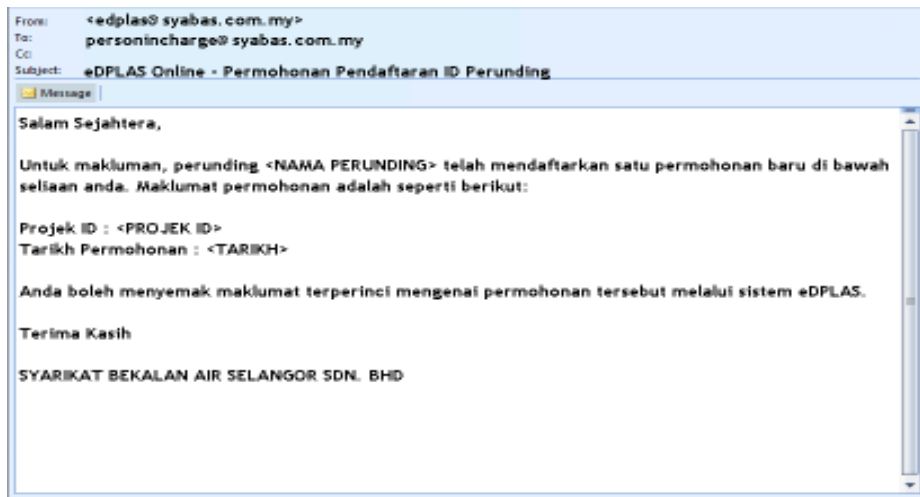 From: <edplas@syabas.com.my>
To: personincharge@syabas.com.my
Cc:
Subject: eDPLAS Online - Permohonan Pendaftaran ID Perunding
Message
Salam Sejahtera,
Untuk makluman, perunding <NAMA PERUNDING> telah mendaftarkan satu permohonan baru di bawah
seliaan anda. Maklumat permohonan adalah seperti berikut:
Projek ID : <PROJEK ID>
Tarikh Permohonan : <TARIKH>
Anda boleh menyemak maklumat terperinci mengenai permohonan tersebut melalui sistem eDPLAS.
Terima Kasih
SYARIKAT BEKALAN AIR SELANGOR SDN. BHD